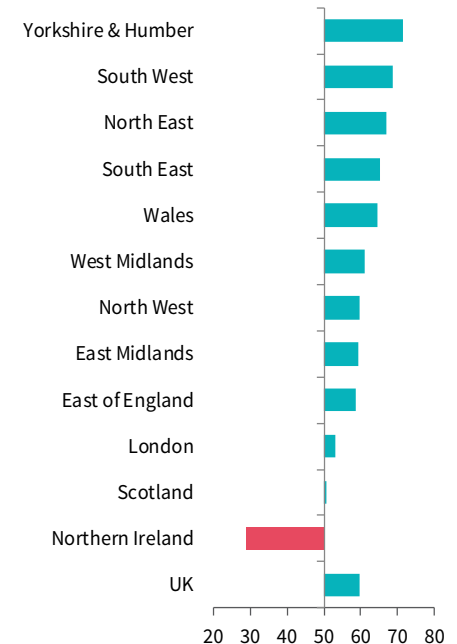 Yorkshire & Humber
South West
North East
South East
Wales
West Midlands
North West
East Midlands
East of England
London
Scotland
Northern Ireland
UK
20 30 40 50 60 70 80